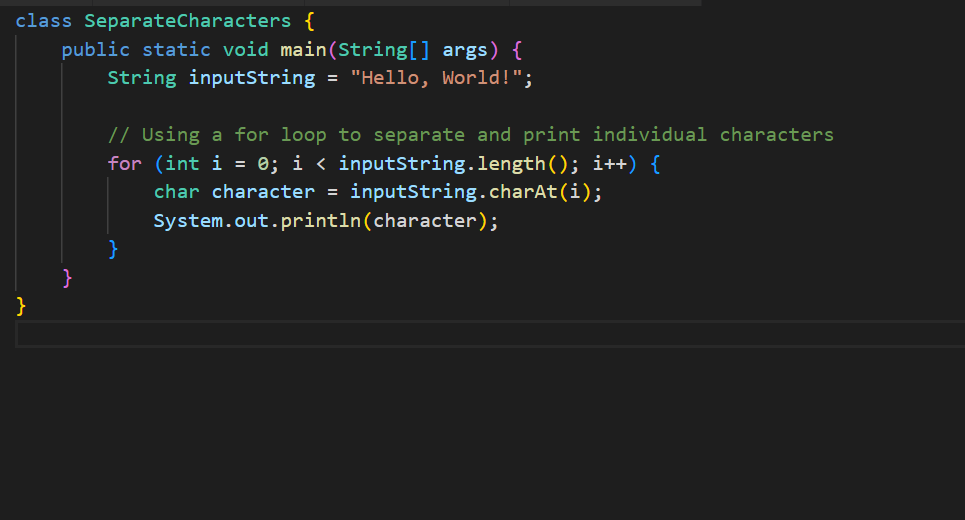 class SeparateCharacters {
    public static void main(String[] args) {
        String inputString = "Hello, World!";

        // Using a for loop to separate and print individual characters
        for (int i = 0; i < inputString.length(); i++) {
            char character = inputString.charAt(i);
            System.out.println(character);
        }
    }
}